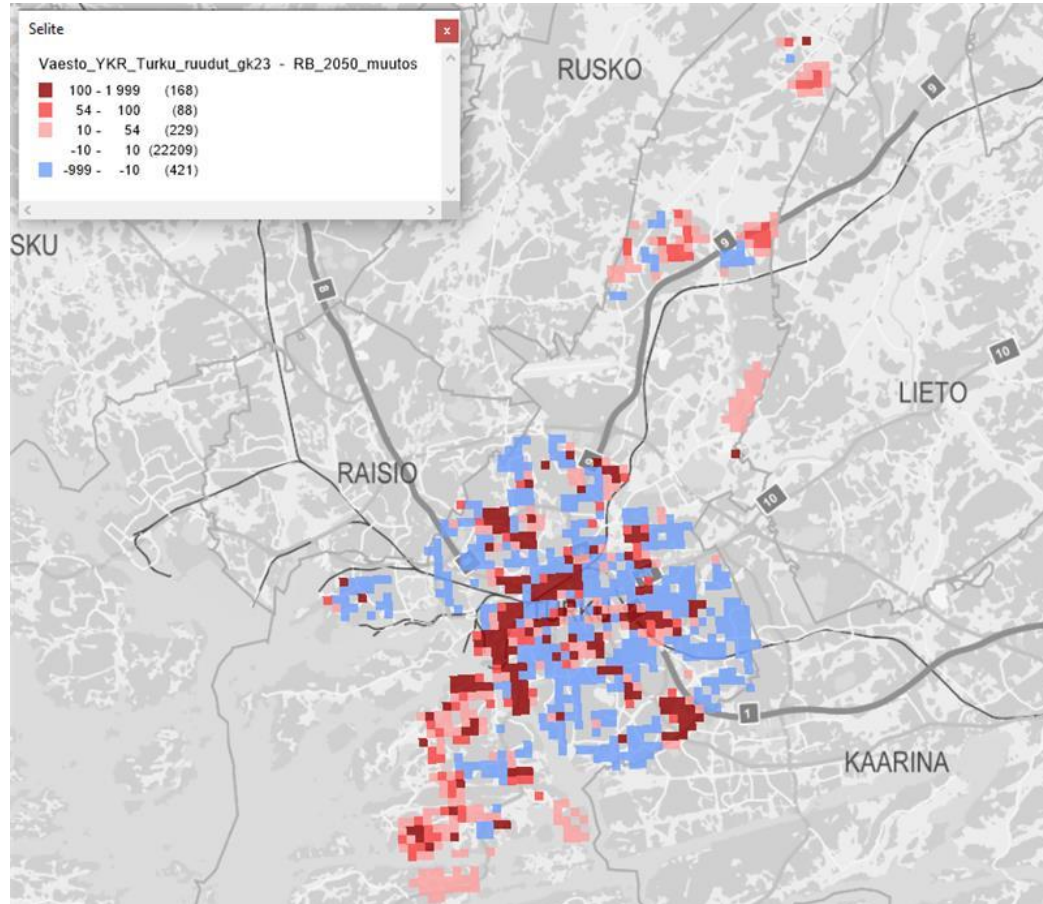 Selite
x
Vaesto_YKR_Turku_ruudut_gk23 - RB_2050_muutos
100 - 1 999 (168)
54 - 100 (88)
10 - 54 (229)
-10 - 10 (22209)
-999 - -10 (421)
RUSKO
9
SKU
9
8
10
LIETO
9
RAISIO
10
1
KAARINA